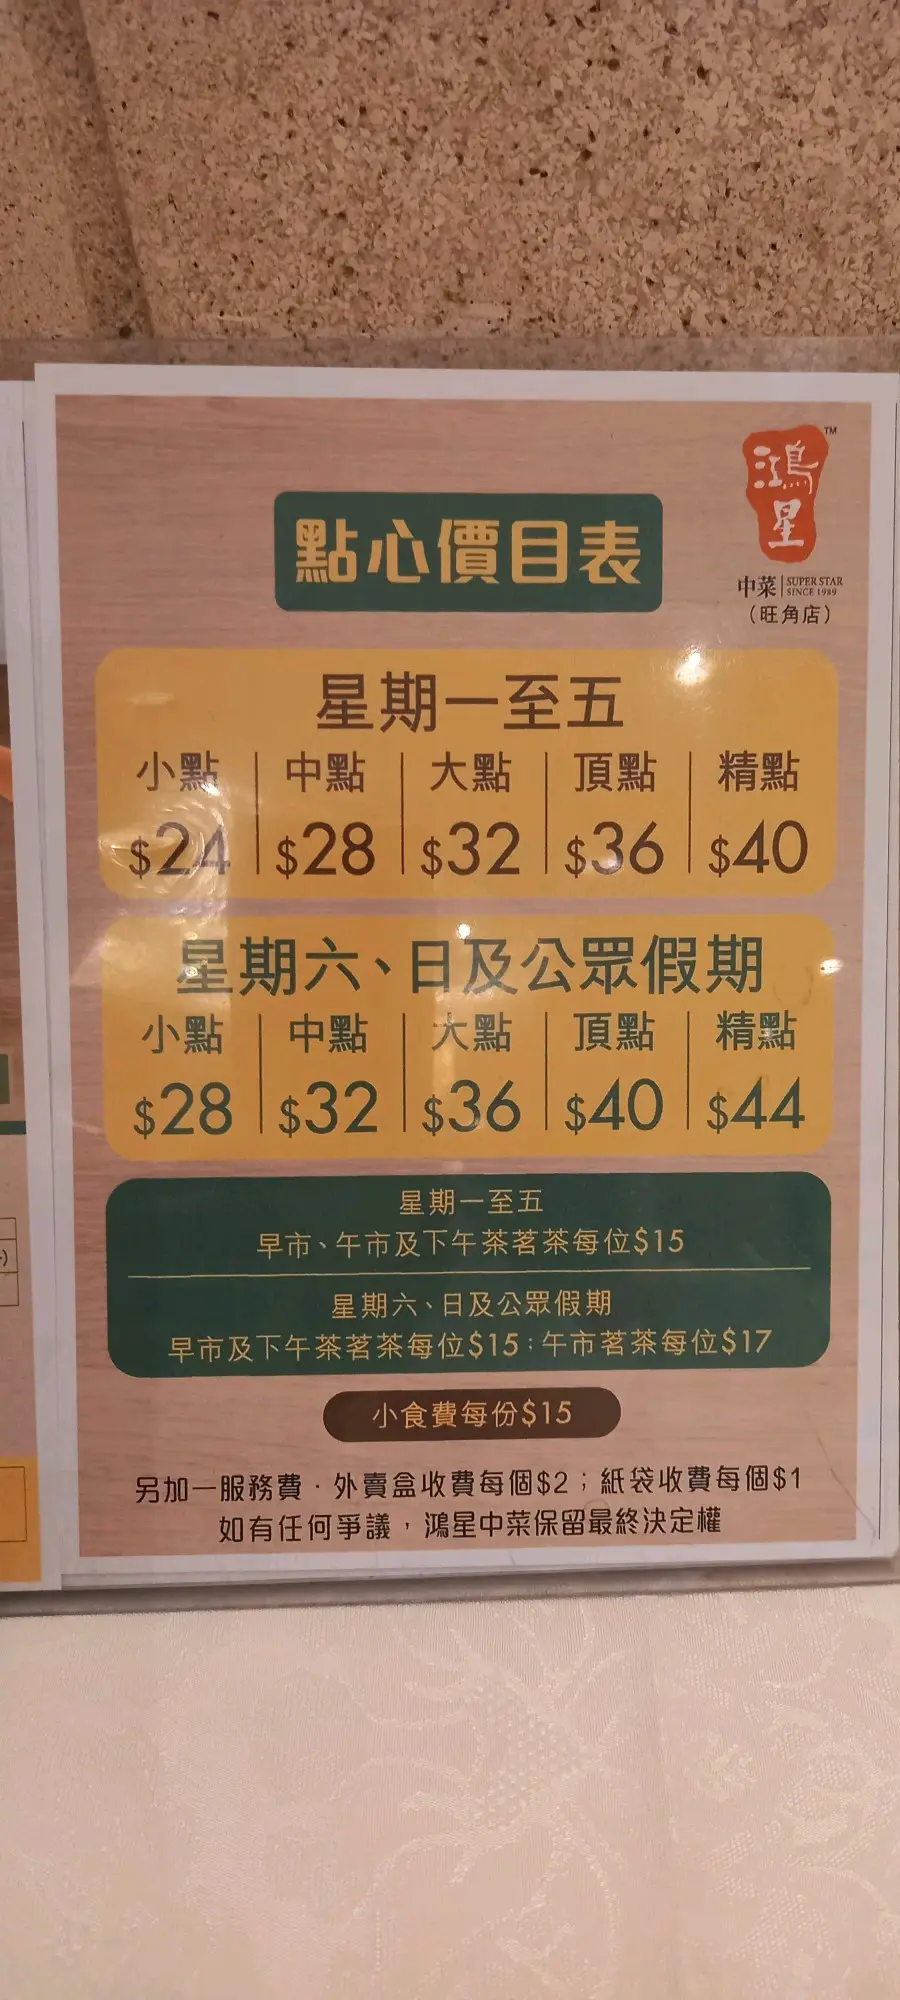 鴻星
TM
中菜 SUPER STAR
SINCE 1989
（旺角店）
點心價目表
星期一至五
小點 中點 大點 頂點 精點
$24 $28 $32 $36 $40
星期六、日及公眾假期
小點 中點 大點 頂點 精點
$28 $32 $36 $40 $44
星期一至五
早市、午市及下午茶茗茶每位$15
星期六、日及公眾假期
早市及下午茶茗茶每位$15；午市茗茶每位$17
小食費每份$15
另加一服務費．外賣盒收費每個$2；紙袋收費每個$1
如有任何爭議，鴻星中菜保留最終決定權